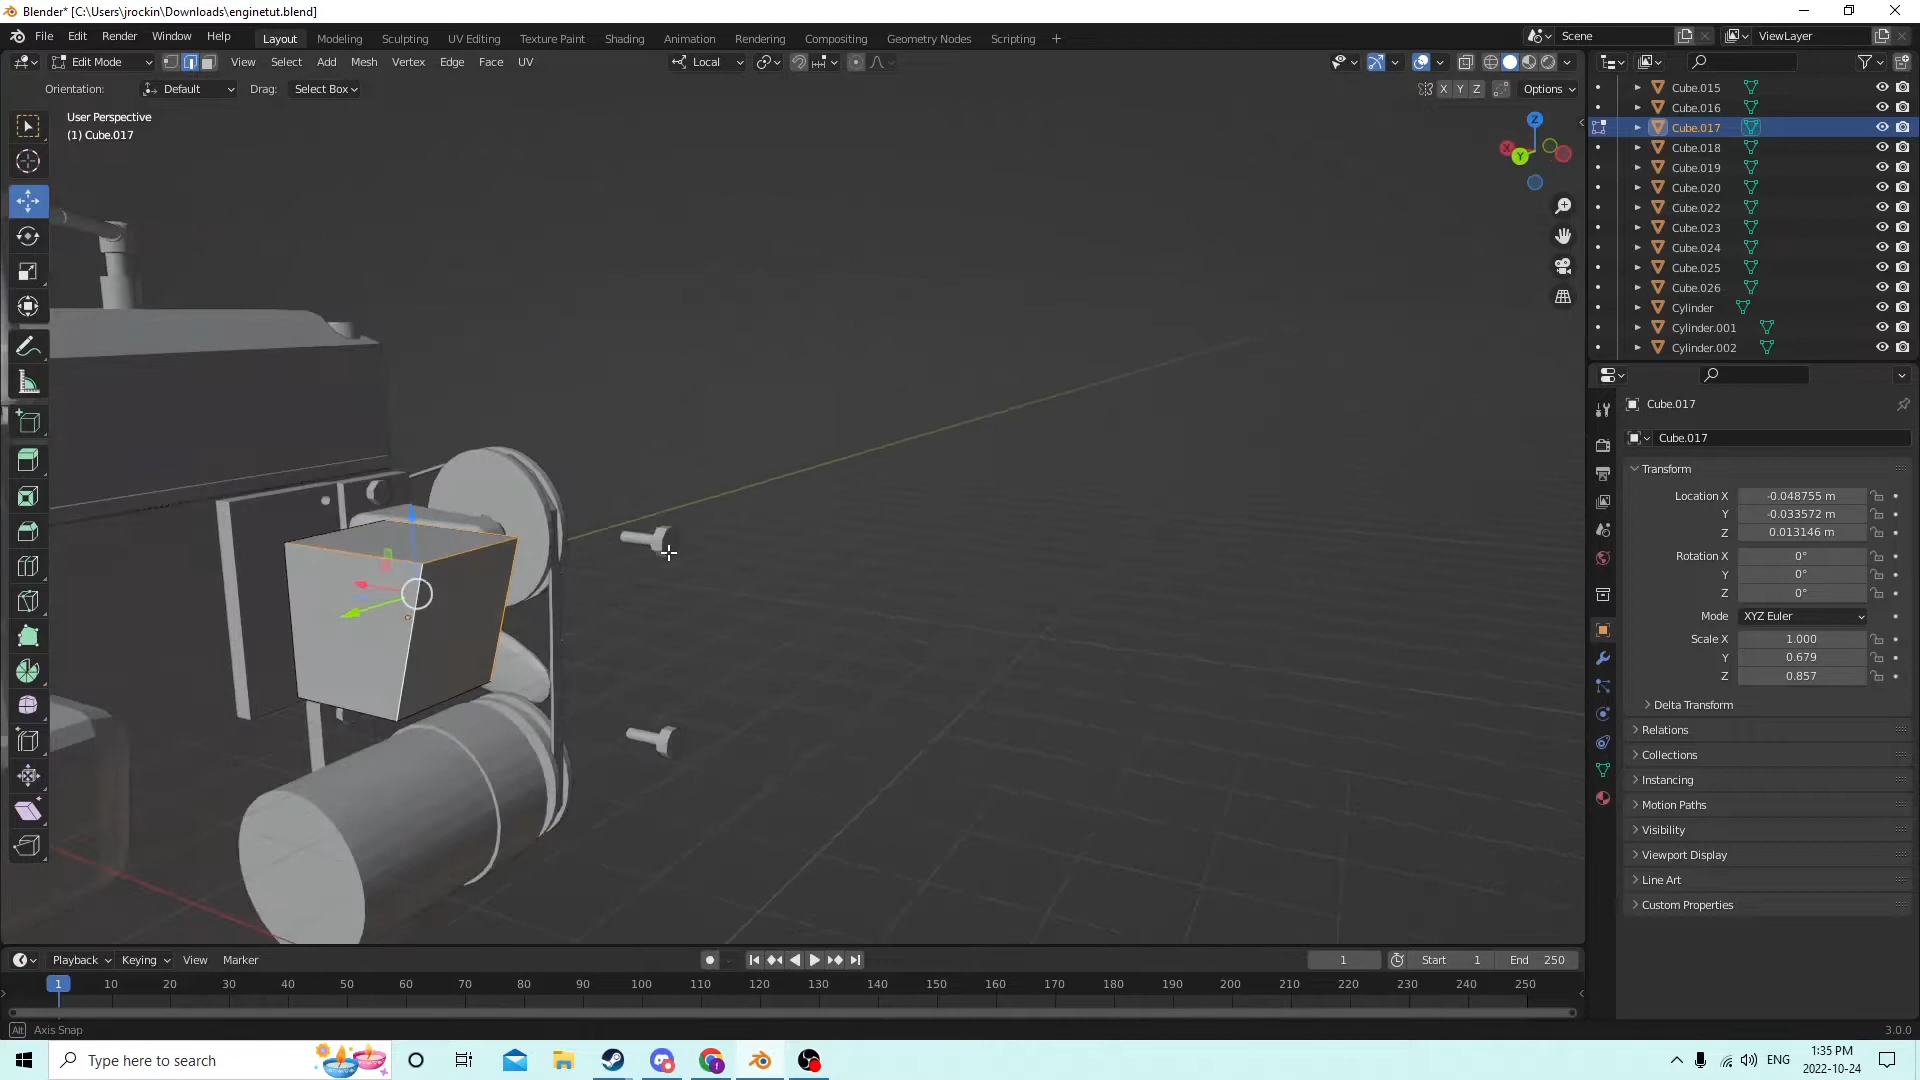 Blender* [C:\Users\jrockin\Downloads\enginetut.blend]
File Edit Render Window Help Layout Modeling Sculpting UV Editing Texture Paint Shading Animation Rendering Compositing Geometry Nodes Scripting + Scene ViewLayer
Edit Mode View Select Add Mesh Vertex Edge Face UV Local
Orientation: Default Drag: Select Box X Y Z Options
User Perspective
(1) Cube.017
Z
X
Y
Cube.015
Cube.016
Cube.017
Cube.018
Cube.019
Cube.020
Cube.022
Cube.023
Cube.024
Cube.025
Cube.026
Cylinder
Cylinder.001
Cylinder.002
Cube.017
Cube.017
Transform
Location X -0.048755 m
Y -0.033572 m
Z 0.013146 m
Rotation X 0°
Y 0°
Z 0°
Mode XYZ Euler
Scale X 1.000
Y 0.679
Z 0.857
Delta Transform
Relations
Collections
Instancing
Motion Paths
Visibility
Viewport Display
Line Art
Custom Properties
Playback Keying View Marker 1 Start 1 End 250
1 10 20 30 40 50 60 70 80 90 100 110 120 130 140 150 160 170 180 190 200 210 220 230 240 250
Alt Axis Snap 3.0.0
Type here to search
ENG
1:35 PM
2022-10-24